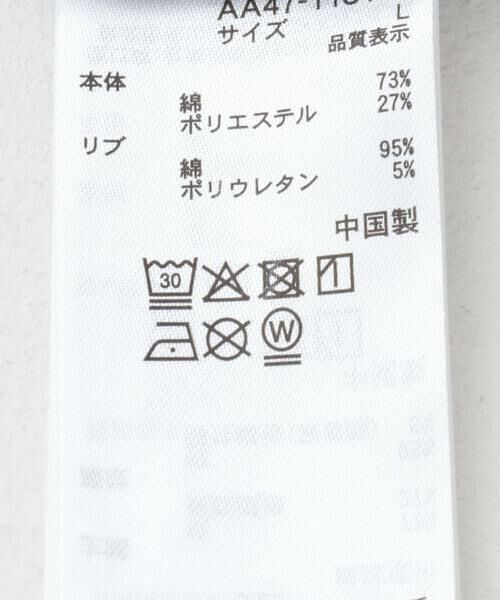 サイズ L
品質表示
本体
綿 73%
ポリエステル 27%
リブ
綿 95%
ポリウレタン 5%
中国製
30
W